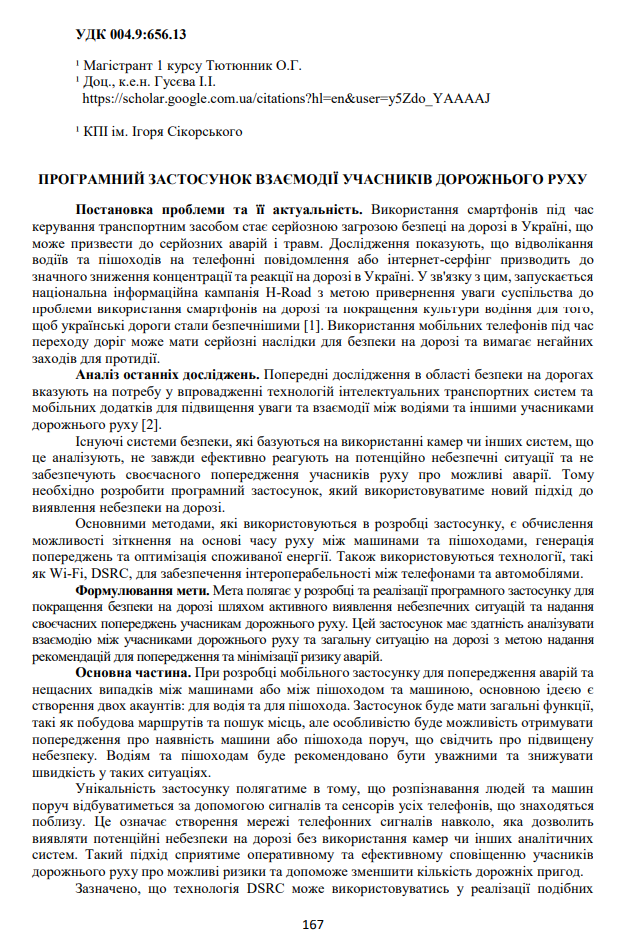 УДК 004.9:656.13
¹ Магістрант 1 курсу Тютюнник О.Г.
¹ Доц., к.е.н. Гусєва І.І.
https://scholar.google.com.ua/citations?hl=en&user=y5Zdo_YAAAAJ
¹ КПІ ім. Ігоря Сікорського
ПРОГРАМНИЙ ЗАСТОСУНОК ВЗАЄМОДІЇ УЧАСНИКІВ ДОРОЖНЬОГО РУХУ
Постановка проблеми та її актуальність. Використання смартфонів під час
керування транспортним засобом стає серйозною загрозою безпеці на дорозі в Україні, що
може призвести до серйозних аварій і травм. Дослідження показують, що відволікання
водіїв та пішоходів на телефонні повідомлення або інтернет-серфінг призводить до
значного зниження концентрації та реакції на дорозі в Україні. У зв'язку з цим, запускається
національна інформаційна кампанія H-Road з метою привернення уваги суспільства до
проблеми використання смартфонів на дорозі та покращення культури водіння для того,
щоб українські дороги стали безпечнішими [1]. Використання мобільних телефонів під час
переходу доріг може мати серйозні наслідки для безпеки на дорозі та вимагає негайних
заходів для протидії.
Аналіз останніх досліджень. Попередні дослідження в області безпеки на дорогах
вказують на потребу у впровадженні технологій інтелектуальних транспортних систем та
мобільних додатків для підвищення уваги та взаємодії між водіями та іншими учасниками
дорожнього руху [2].
Існуючі системи безпеки, які базуються на використанні камер чи інших систем, що
це аналізують, не завжди ефективно реагують на потенційно небезпечні ситуації та не
забезпечують своєчасного попередження учасників руху про можливі аварії. Тому
необхідно розробити програмний застосунок, який використовуватиме новий підхід до
виявлення небезпеки на дорозі.
Основними методами, які використовуються в розробці застосунку, є обчислення
можливості зіткнення на основі часу руху між машинами та пішоходами, генерація
попереджень та оптимізація споживаної енергії. Також використовуються технології, такі
як Wi-Fi, DSRC, для забезпечення інтероперабельності між телефонами та автомобілями.
Формулювання мети. Мета полягає у розробці та реалізації програмного застосунку для
покращення безпеки на дорозі шляхом активного виявлення небезпечних ситуацій та надання
своєчасних попереджень учасникам дорожнього руху. Цей застосунок має здатність аналізувати
взаємодію між учасниками дорожнього руху та загальну ситуацію на дорозі з метою надання
рекомендацій для попередження та мінімізації ризику аварій.
Основна частина. При розробці мобільного застосунку для попередження аварій та
нещасних випадків між машинами або між пішоходом та машиною, основною ідеєю є
створення двох акаунтів: для водія та для пішохода. Застосунок буде мати загальні функції,
такі як побудова маршрутів та пошук місць, але особливістю буде можливість отримувати
попередження про наявність машини або пішохода поруч, що свідчить про підвищену
небезпеку. Водіям та пішоходам буде рекомендовано бути уважними та знижувати
швидкість у таких ситуаціях.
Унікальність застосунку полягатиме в тому, що розпізнавання людей та машин
поруч відбуватиметься за допомогою сигналів та сенсорів усіх телефонів, що знаходяться
поблизу. Це означає створення мережі телефонних сигналів навколо, яка дозволить
виявляти потенційні небезпеки на дорозі без використання камер чи інших аналітичних
систем. Такий підхід сприятиме оперативному та ефективному сповіщенню учасників
дорожнього руху про можливі ризики та допоможе зменшити кількість дорожніх пригод.
Зазначено, що технологія DSRC може використовуватись у реалізації подібних
167